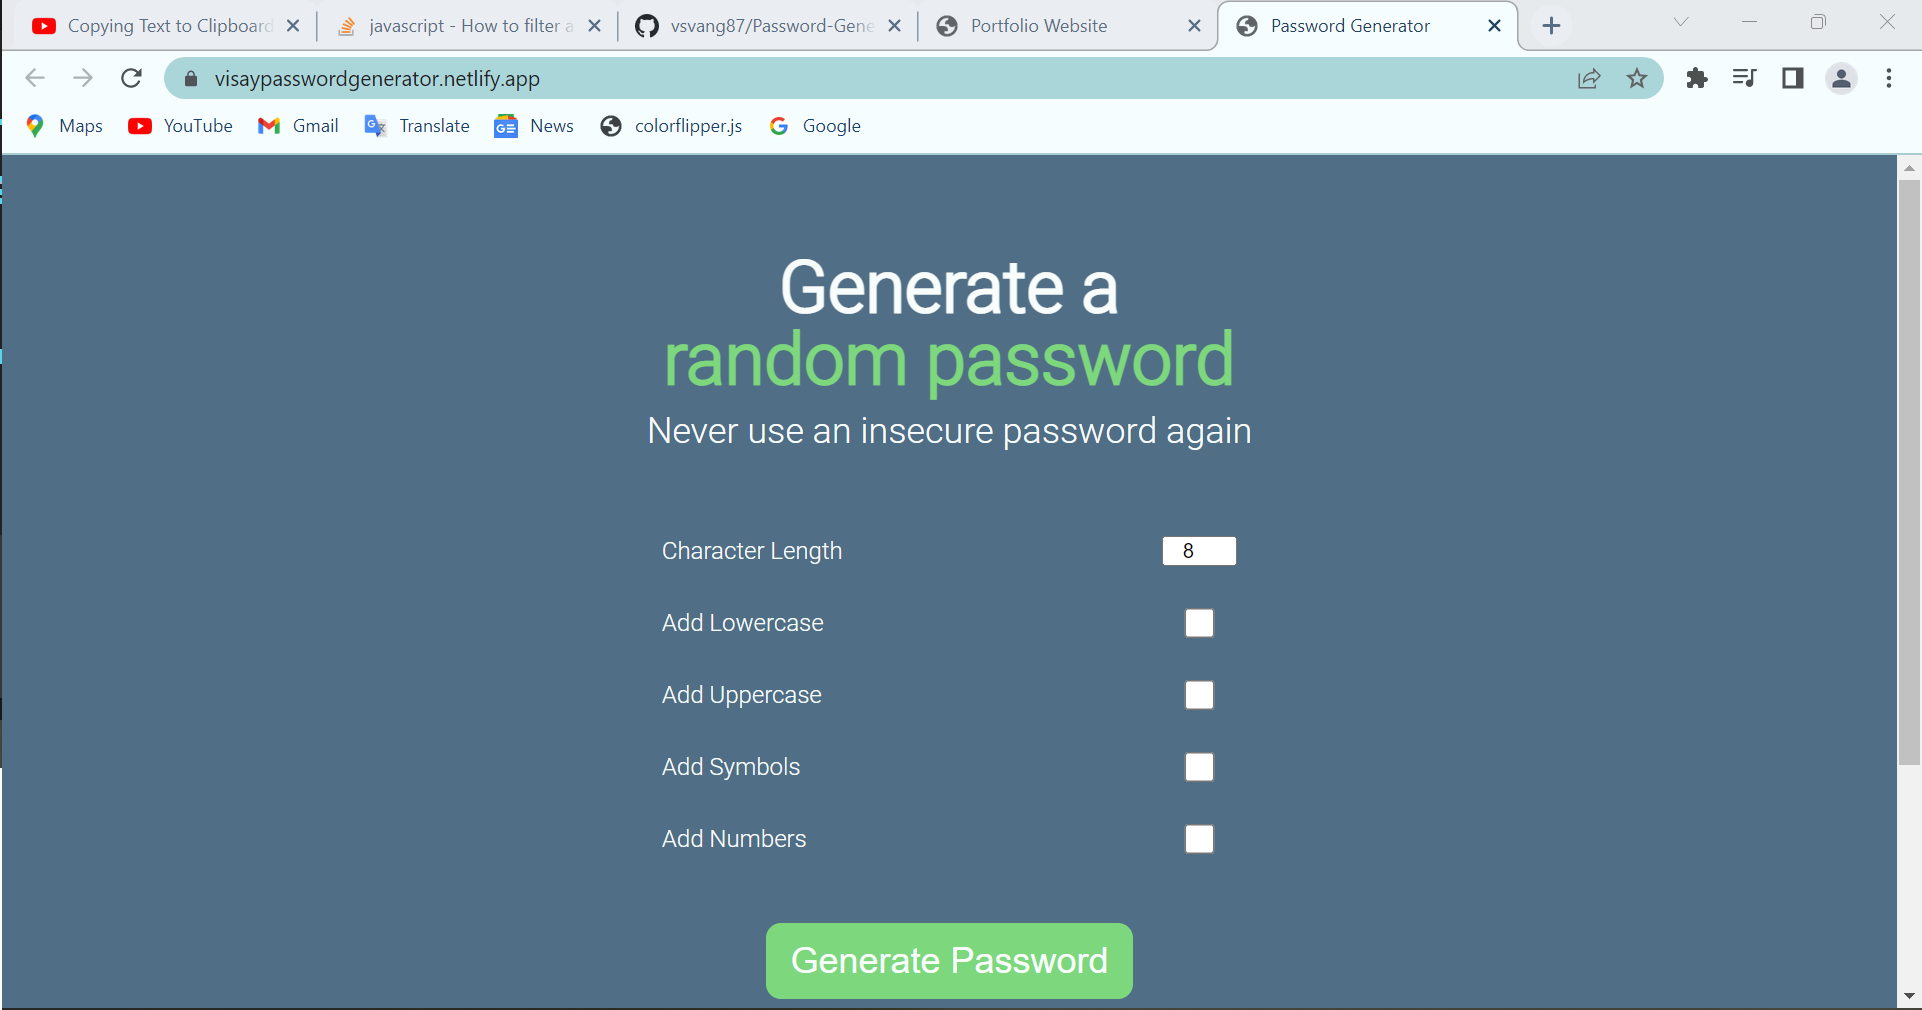 Copying Text to Clipboard
javascript - How to filter a
vsvang87/Password-Gene
Portfolio Website
Password Generator
visaypasswordgenerator.netlify.app
Maps
YouTube
Gmail
Translate
News
colorflipper.js
Google
Generate a
random password
Never use an insecure password again
Character Length 8
Add Lowercase
Add Uppercase
Add Symbols
Add Numbers
Generate Password